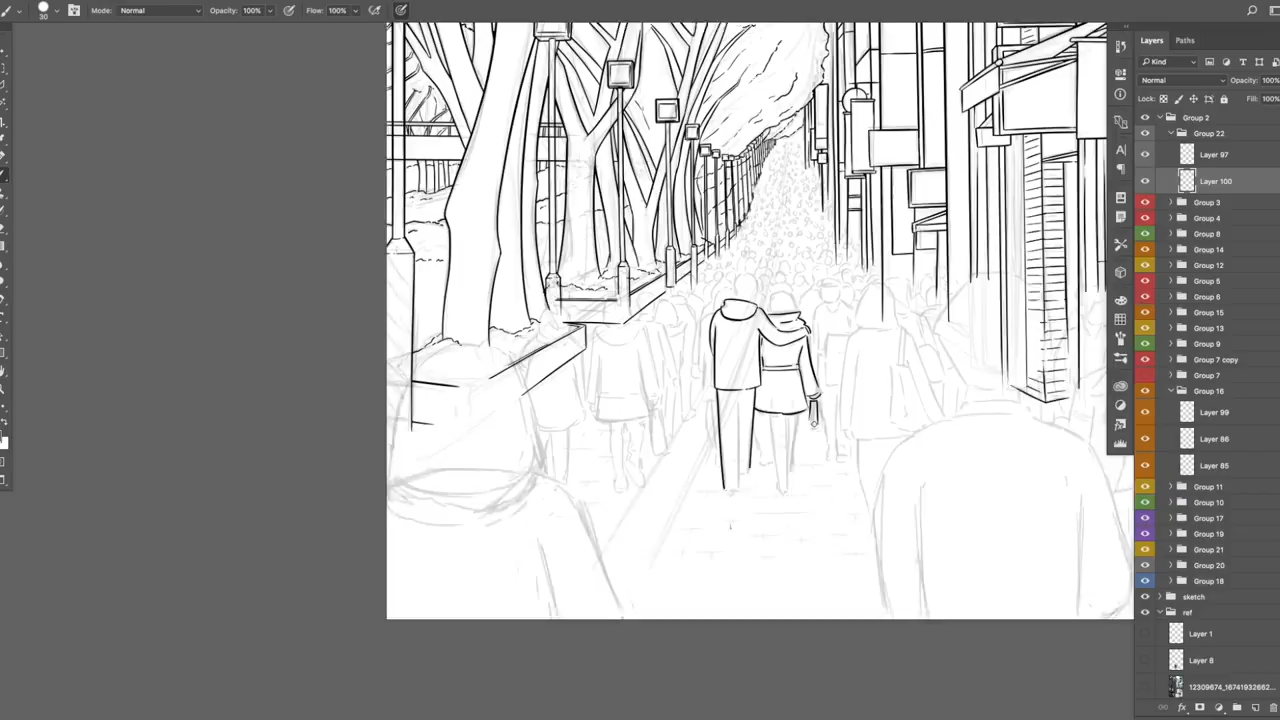 30
Mode: Normal
Opacity: 100%
Flow: 100%
Layers
Paths
Kind
Normal
Opacity: 100%
Lock:
Fill: 100%
Group 2
Group 22
Layer 97
Layer 100
Group 3
Group 4
Group 8
Group 14
Group 12
Group 5
Group 6
Group 15
Group 13
Group 9
Group 7 copy
Group 7
Group 16
Layer 99
Layer 86
Layer 85
Group 11
Group 10
Group 17
Group 19
Group 21
Group 20
Group 18
sketch
ref
Layer 1
Layer 8
12309674_16741932662...